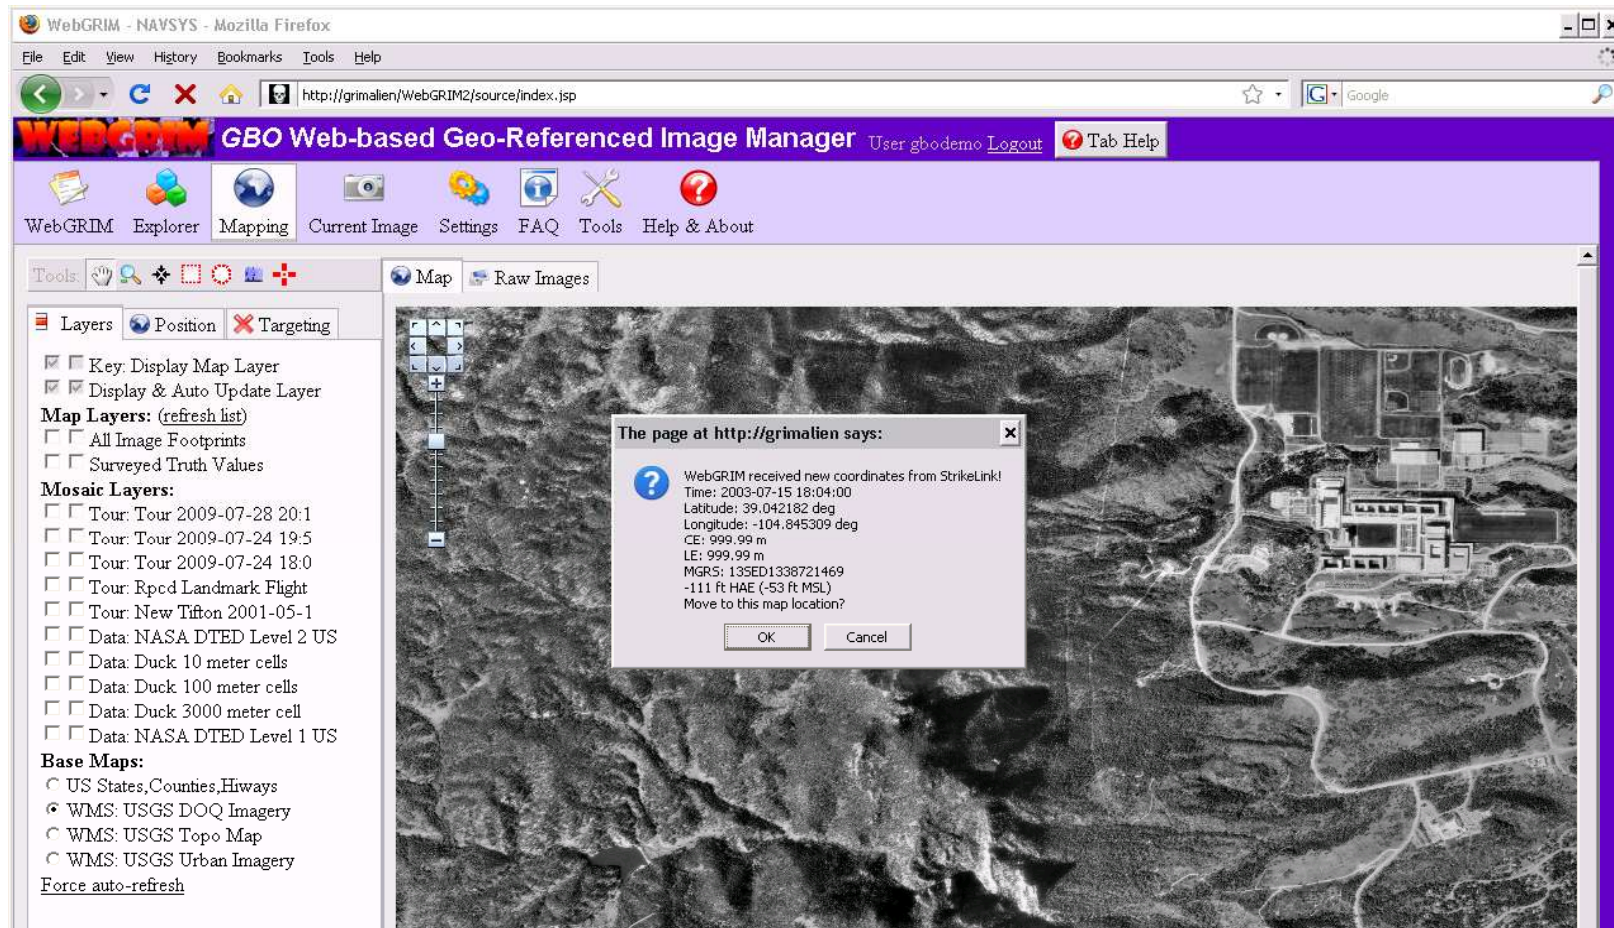 WebGRIM - NAVSYS - Mozilla Firefox
File Edit View History Bookmarks Tools Help
http://grimalien/WebGRIM2/source/index.jsp
G Google
WEBGRIM GBO Web-based Geo-Referenced Image Manager User gbodemo Logout Tab Help
WebGRIM Explorer Mapping Current Image Settings FAQ Tools Help & About
Tools:
Map Raw Images
Layers Position Targeting
Key: Display Map Layer
Display & Auto Update Layer
Map Layers: (refresh list)
All Image Footprints
Surveyed Truth Values
Mosaic Layers:
Tour: Tour 2009-07-28 20:1
Tour: Tour 2009-07-24 19:5
Tour: Tour 2009-07-24 18:0
Tour: Rpcd Landmark Flight
Tour: New Tifton 2001-05-1
Data: NASA DTED Level 2 US
Data: Duck 10 meter cells
Data: Duck 100 meter cells
Data: Duck 3000 meter cell
Data: NASA DTED Level 1 US
Base Maps:
US States,Counties,Hiways
WMS: USGS DOQ Imagery
WMS: USGS Topo Map
WMS: USGS Urban Imagery
Force auto-refresh
The page at http://grimalien says:
WebGRIM received new coordinates from StrikeLink!
Time: 2003-07-15 18:04:00
Latitude: 39.042182 deg
Longitude: -104.845309 deg
CE: 999.99 m
LE: 999.99 m
MGRS: 13SED1338721469
-111 ft HAE (-53 ft MSL)
Move to this map location?
OK Cancel